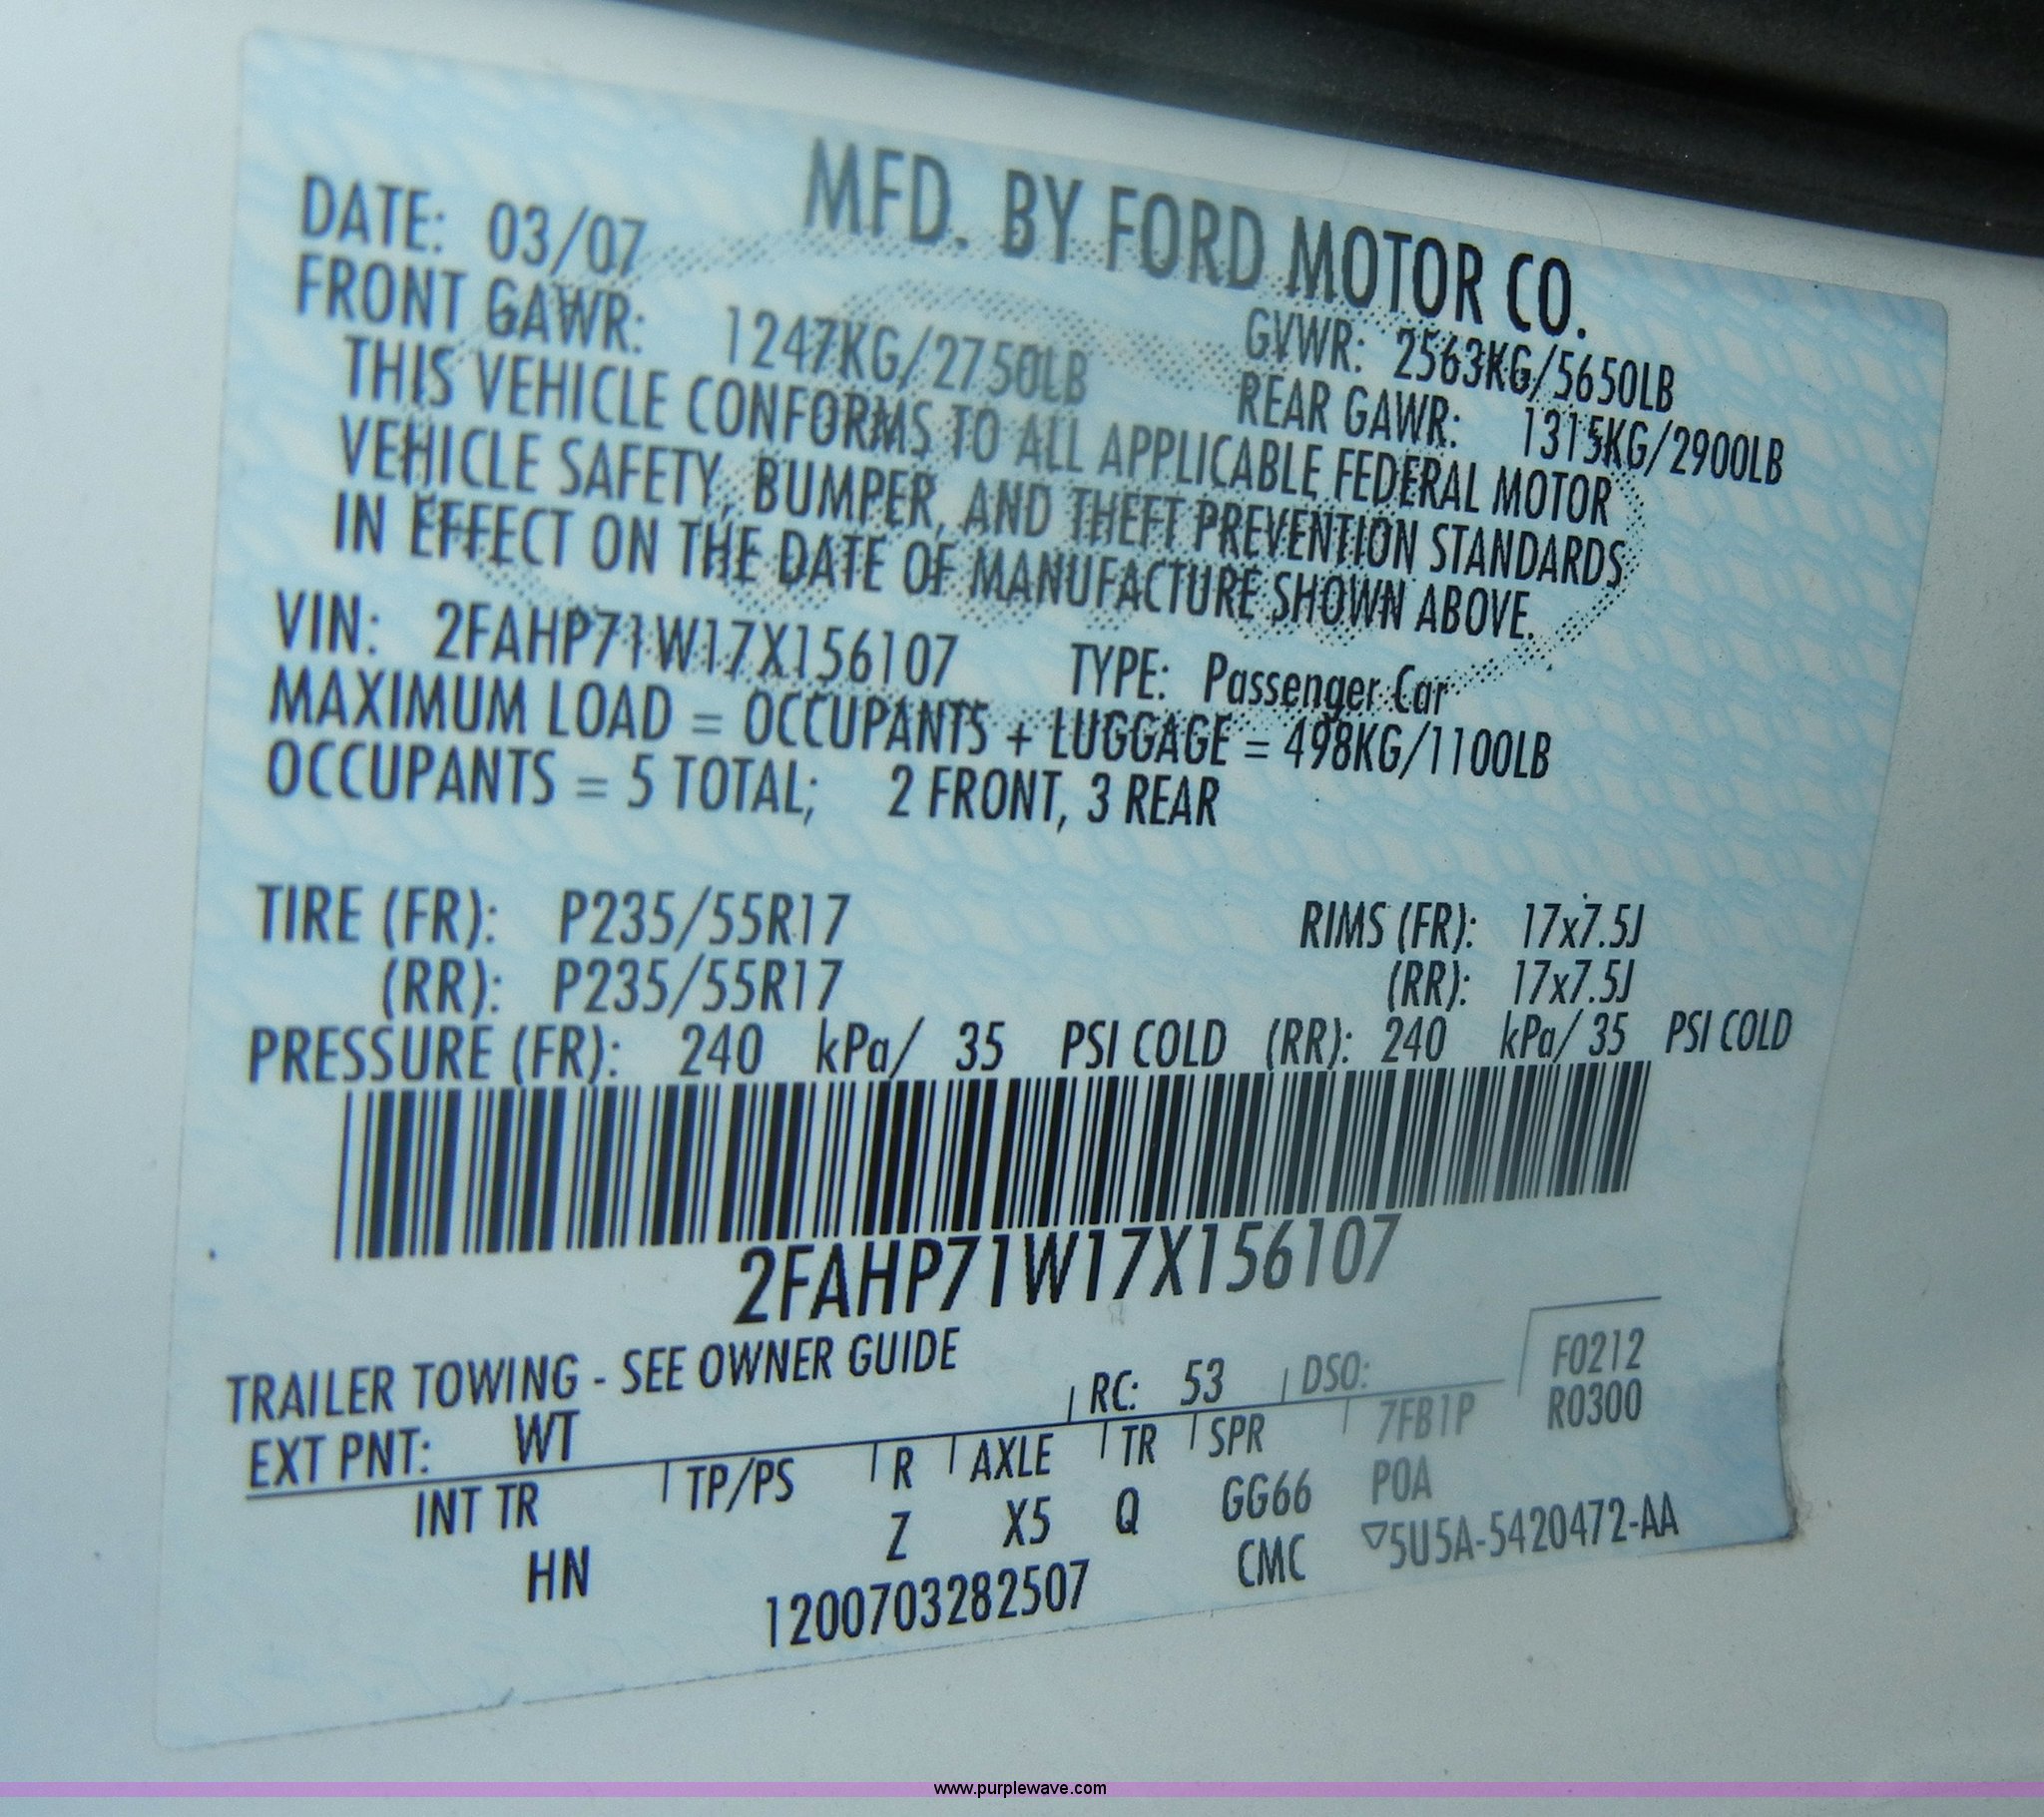 MFD. BY FORD MOTOR CO.
DATE: 03/07 GVWR: 2563KG/5650LB
FRONT GAWR: 1247KG/2750LB REAR GAWR: 1315KG/2900LB
THIS VEHICLE CONFORMS TO ALL APPLICABLE FEDERAL MOTOR
VEHICLE SAFETY, BUMPER, AND THEFT PREVENTION STANDARDS
IN EFFECT ON THE DATE OF MANUFACTURE SHOWN ABOVE.
VIN: 2FAHP71W17X156107 TYPE: Passenger Car
MAXIMUM LOAD = OCCUPANTS + LUGGAGE = 498KG/1100LB
OCCUPANTS = 5 TOTAL; 2 FRONT, 3 REAR
TIRE (FR): P235/55R17 RIMS (FR): 17x7.5J
(RR): P235/55R17 (RR): 17x7.5J
PRESSURE (FR): 240 kPa/ 35 PSI COLD (RR): 240 kPa/ 35 PSI COLD
2FAHP71W17X156107
TRAILER TOWING - SEE OWNER GUIDE
EXT PNT: WT RC: 53 DSO: F0212
R0300
INT TR TP/PS R AXLE TR SPR 7FB1P
HN Z X5 Q GG66 POA
1200703282507 CMC ▽5U5A-5420472-AA
www.purplewave.com